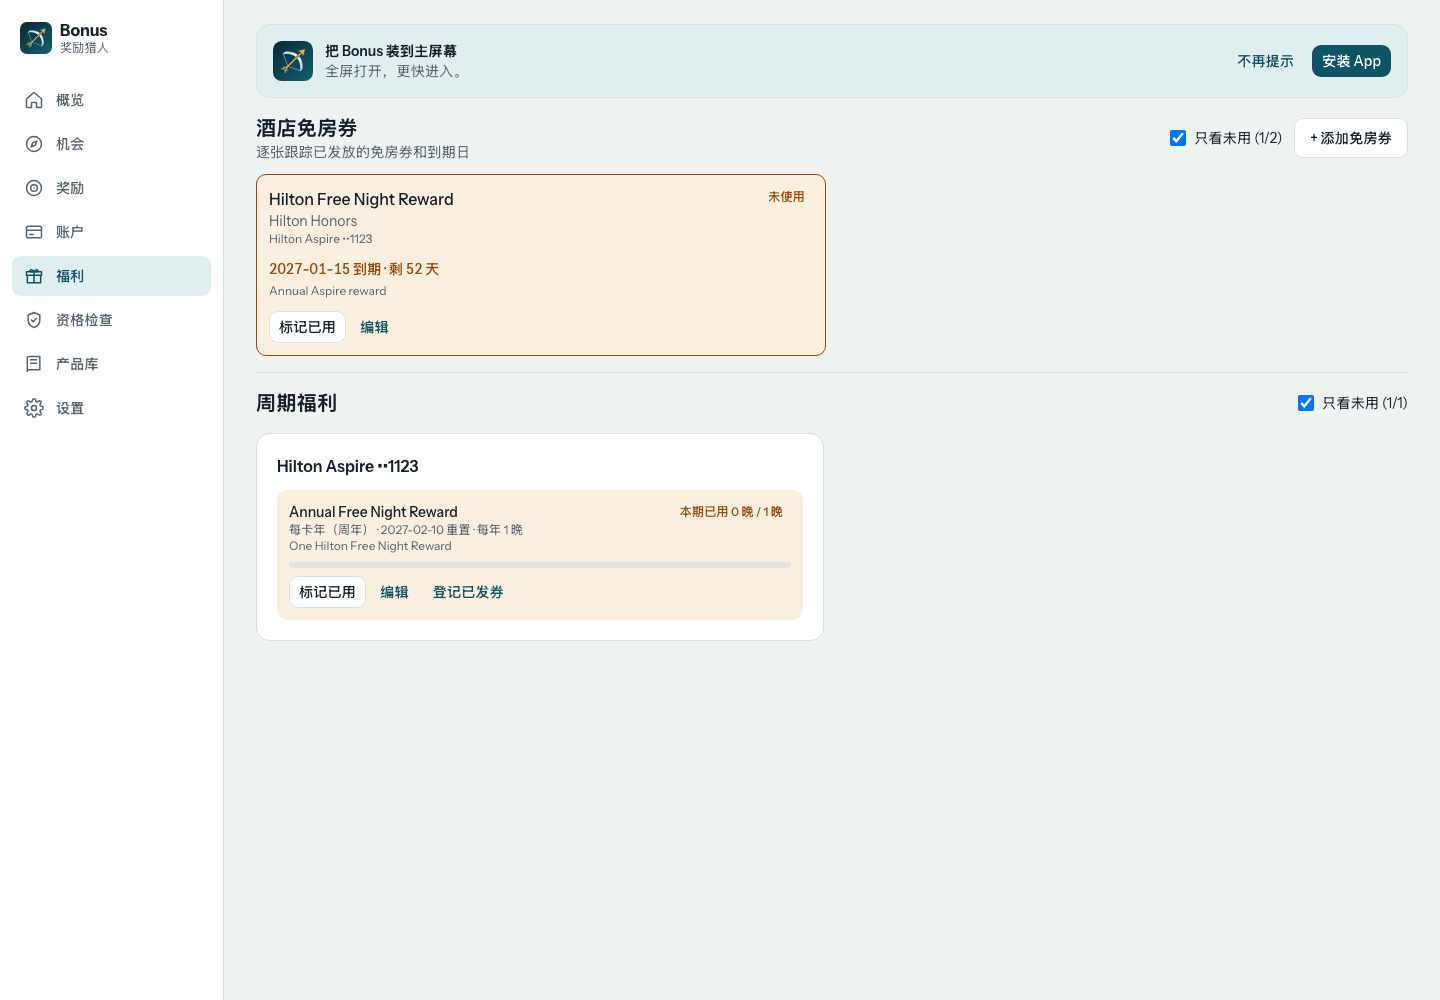 Bonus
奖励猎人
概览
机会
奖励
账户
福利
资格检查
产品库
设置
把 Bonus 装到主屏幕
全屏打开，更快进入。
不再提示
安装 App
酒店免房券
逐张跟踪已发放的免房券和到期日
只看未用 (1/2)
+ 添加免房券
Hilton Free Night Reward
未使用
Hilton Honors
Hilton Aspire ··1123
2027-01-15 到期 · 剩 52 天
Annual Aspire reward
标记已用
编辑
周期福利
只看未用 (1/1)
Hilton Aspire ··1123
Annual Free Night Reward
本期已用 0 晚 / 1 晚
每卡年（周年） · 2027-02-10 重置 · 每年 1 晚
One Hilton Free Night Reward
标记已用
编辑
登记已发券